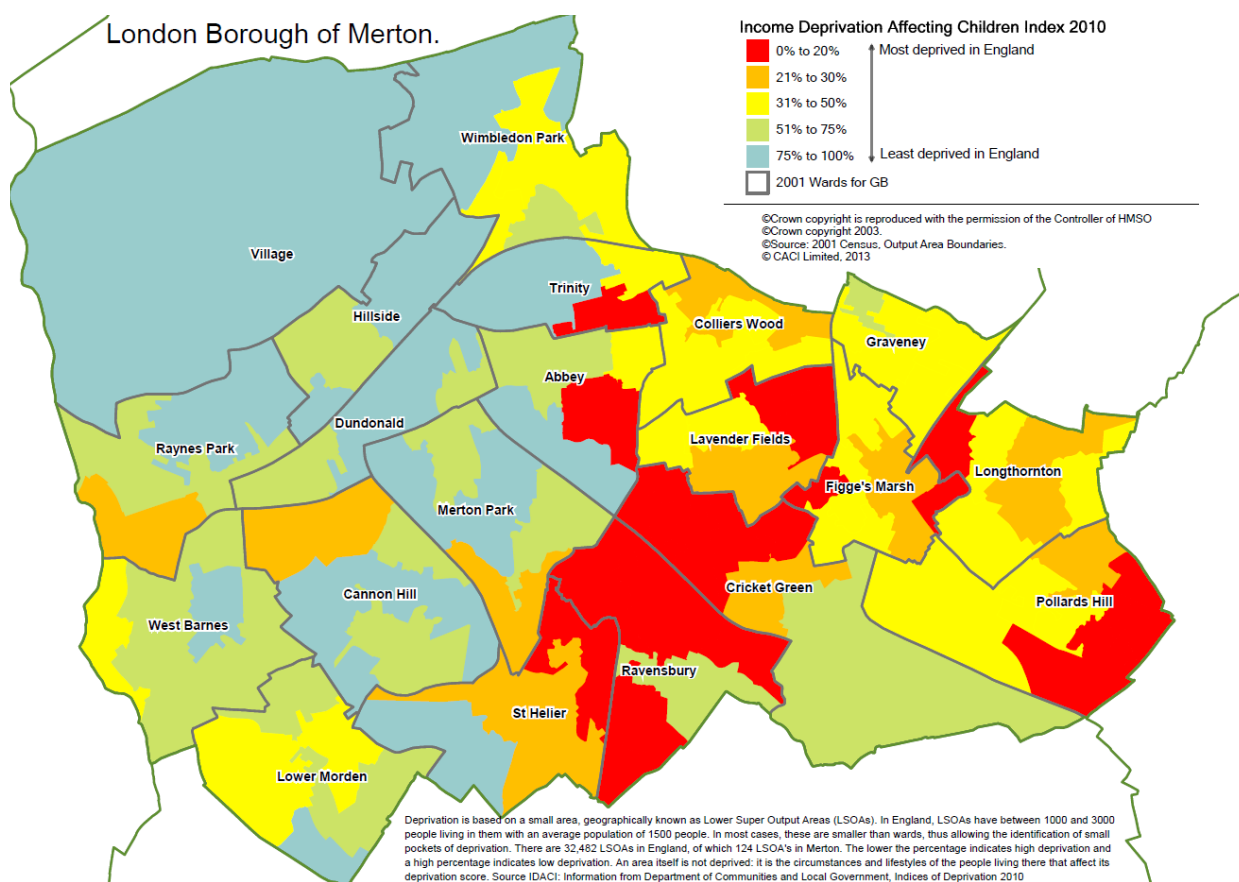 London Borough of Merton.
Income Deprivation Affecting Children Index 2010
0% to 20%
Most deprived in England
21% to 30%
31% to 50%
51% to 75%
75% to 100%
Least deprived in England
2001 Wards for GB
©Crown copyright is reproduced with the permission of the Controller of HMSO
©Crown copyright 2003.
©Source: 2001 Census, Output Area Boundaries.
© CACI Limited, 2013
Wimbledon Park
Village
Trinity
Hillside
Colliers Wood
Graveney
Abbey
Dundonald
Raynes Park
Lavender Fields
Longthornton
Figge's Marsh
Merton Park
Cricket Green
Cannon Hill
Pollards Hill
West Barnes
Ravensbury
St Helier
Lower Morden
Deprivation is based on a small area, geographically known as Lower Super Output Areas (LSOAs). In England, LSOAs have between 1000 and 3000
people living in them with an average population of 1500 people. In most cases, these are smaller than wards, thus allowing the identification of small
pockets of deprivation. There are 32,482 LSOAs in England, of which 124 LSOA's in Merton. The lower the percentage indicates high deprivation and
a high percentage indicates low deprivation. An area itself is not deprived: it is the circumstances and lifestyles of the people living there that affect its
deprivation score. Source IDACI: Information from Department of Communities and Local Government, Indices of Deprivation 2010